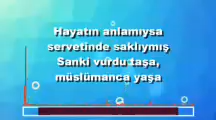 Hayatın anlamıysa
servetinde saklıymış
Sanki vurdu taşa,
müslümanca yaşa